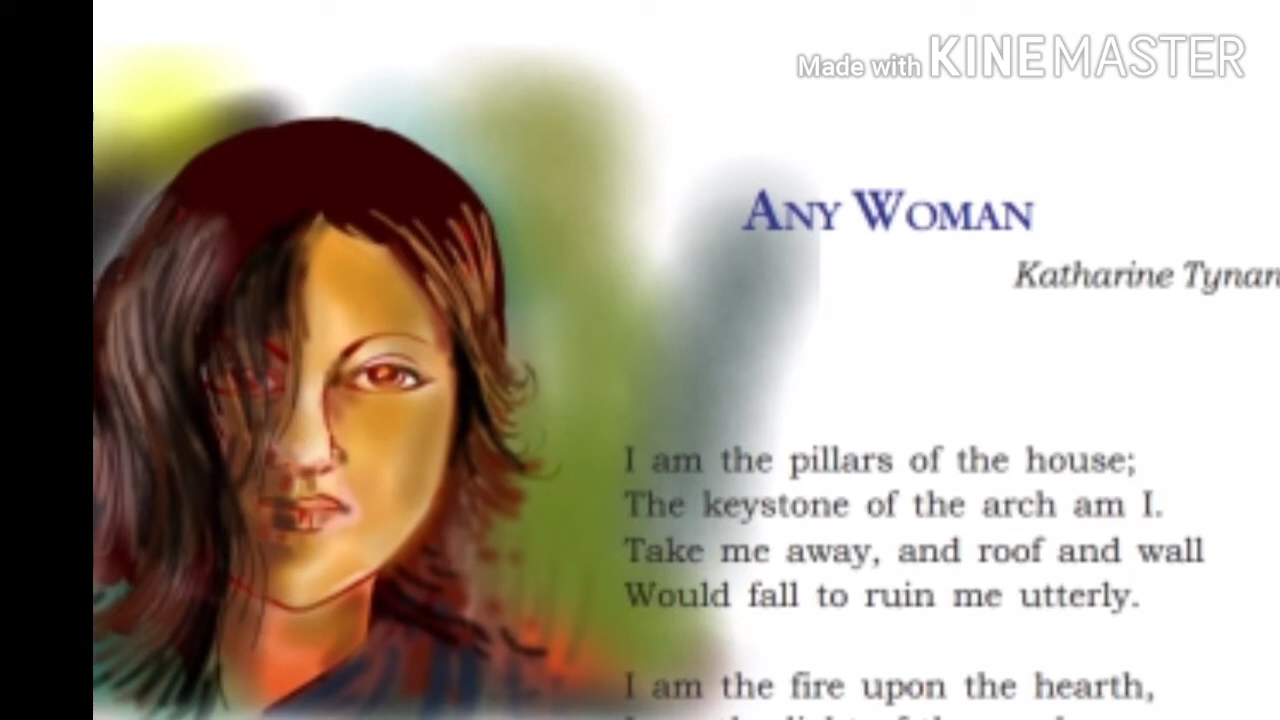 Made with KINEMASTER
ANY WOMAN
Katharine Tynan
I am the pillars of the house;
The keystone of the arch am I.
Take me away, and roof and wall
Would fall to ruin me utterly.
I am the fire upon the hearth,